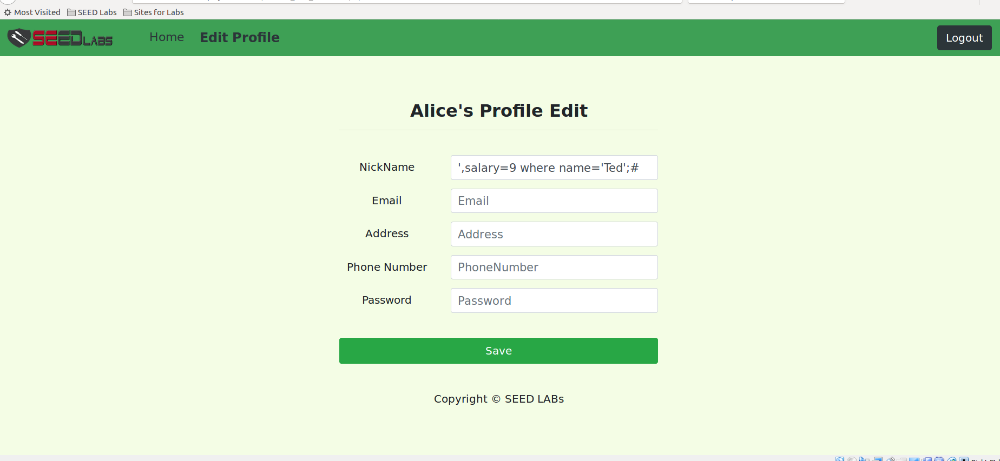 Most Visited SEED Labs Sites for Labs
SEEDLABS Home Edit Profile Logout
Alice's Profile Edit
NickName ',salary=9 where name='Ted';#
Email Email
Address Address
Phone Number PhoneNumber
Password Password
Save
Copyright © SEED LABs